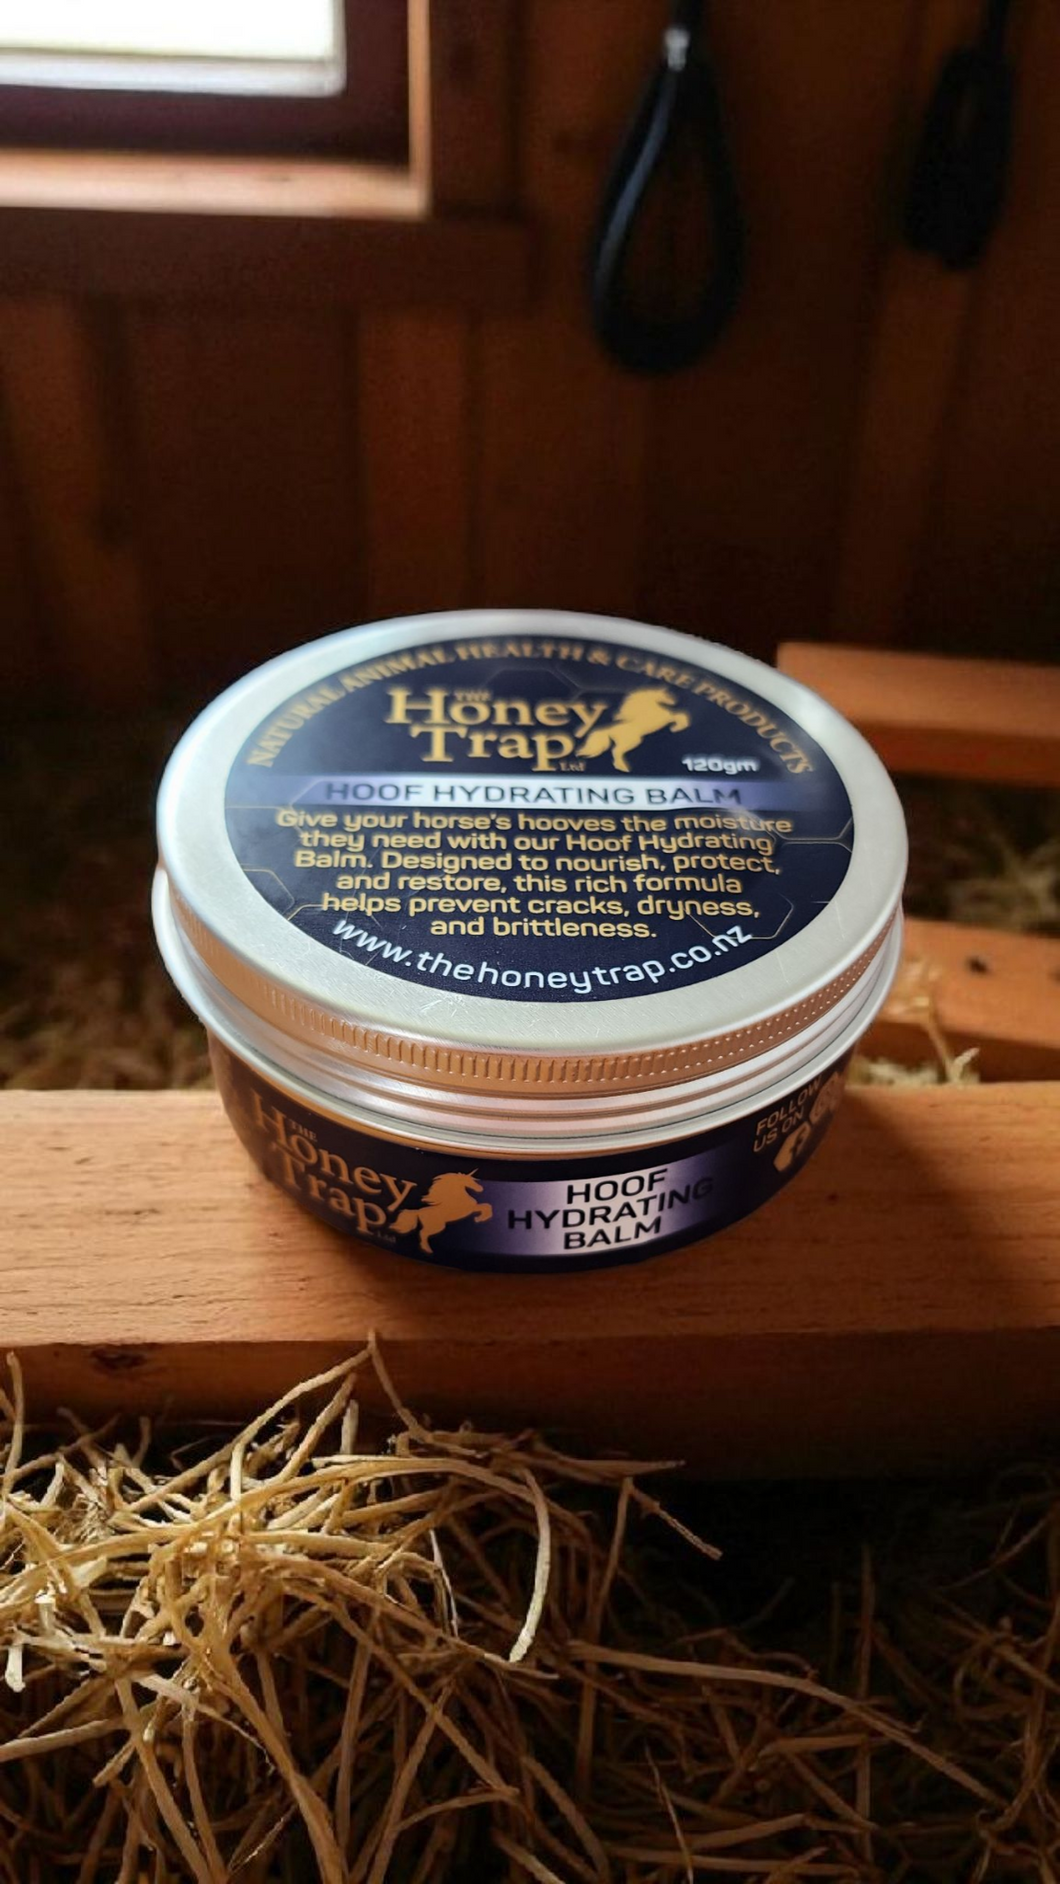 NATURAL ANIMAL HEALTH & CARE PRODUCTS
THE
Honey
Trap
Ltd
120gm
HOOF HYDRATING BALM
Give your horse's hooves the moisture
they need with our Hoof Hydrating
Balm. Designed to nourish, protect,
and restore, this rich formula
helps prevent cracks, dryness,
and brittleness.
www.thehoneytrap.co.nz
THE
Honey
Trap
Ltd
HOOF
HYDRATING
BALM
FOLLOW
US ON